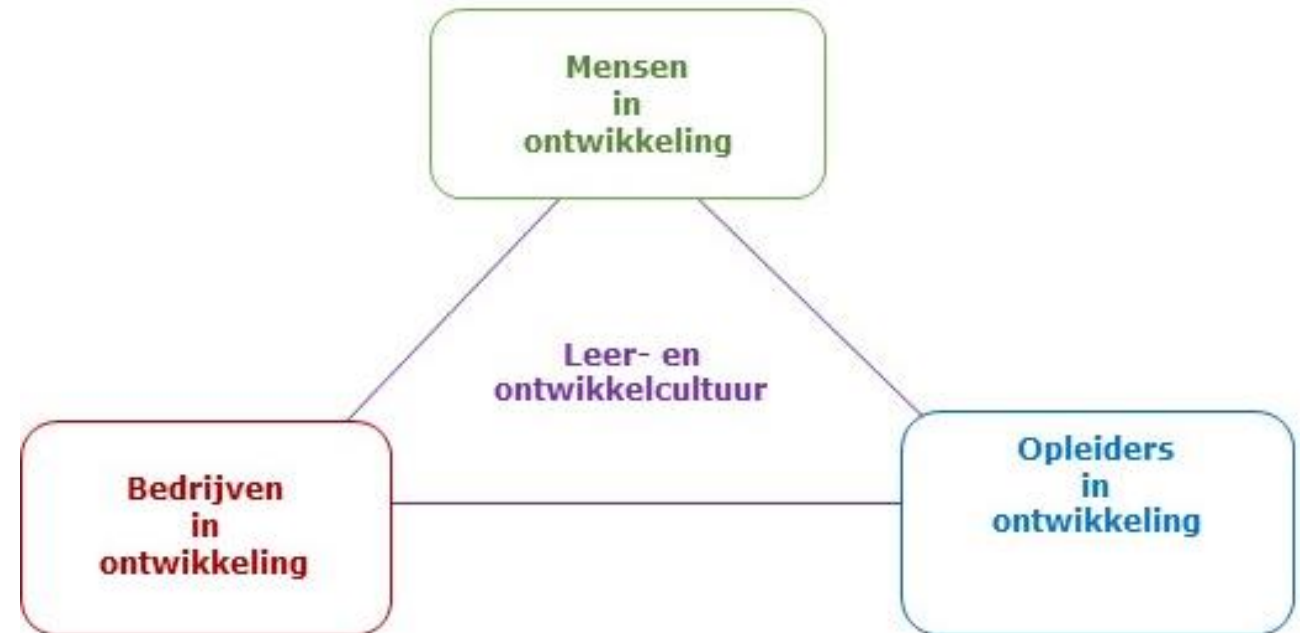 Mensen
in
ontwikkeling
Leer- en
ontwikkelcultuur
Bedrijven
in
ontwikkeling
Opleiders
in
ontwikkeling